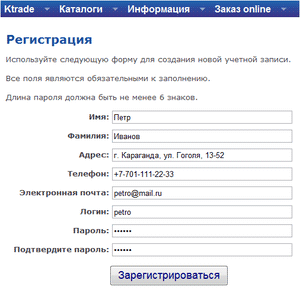 Ktrade Каталоги Информация Заказ online
Регистрация
Используйте следующую форму для создания новой учетной записи.
Все поля являются обязательными к заполнению.
Длина пароля должна быть не менее 6 знаков.
Имя: Петр
Фамилия: Иванов
Адрес: г. Караганда, ул. Гоголя, 13-52
Телефон: +7-701-111-22-33
Электронная почта: petro@mail.ru
Логин: petro
Пароль: ••••••
Подтвердите пароль: ••••••
Зарегистрироваться